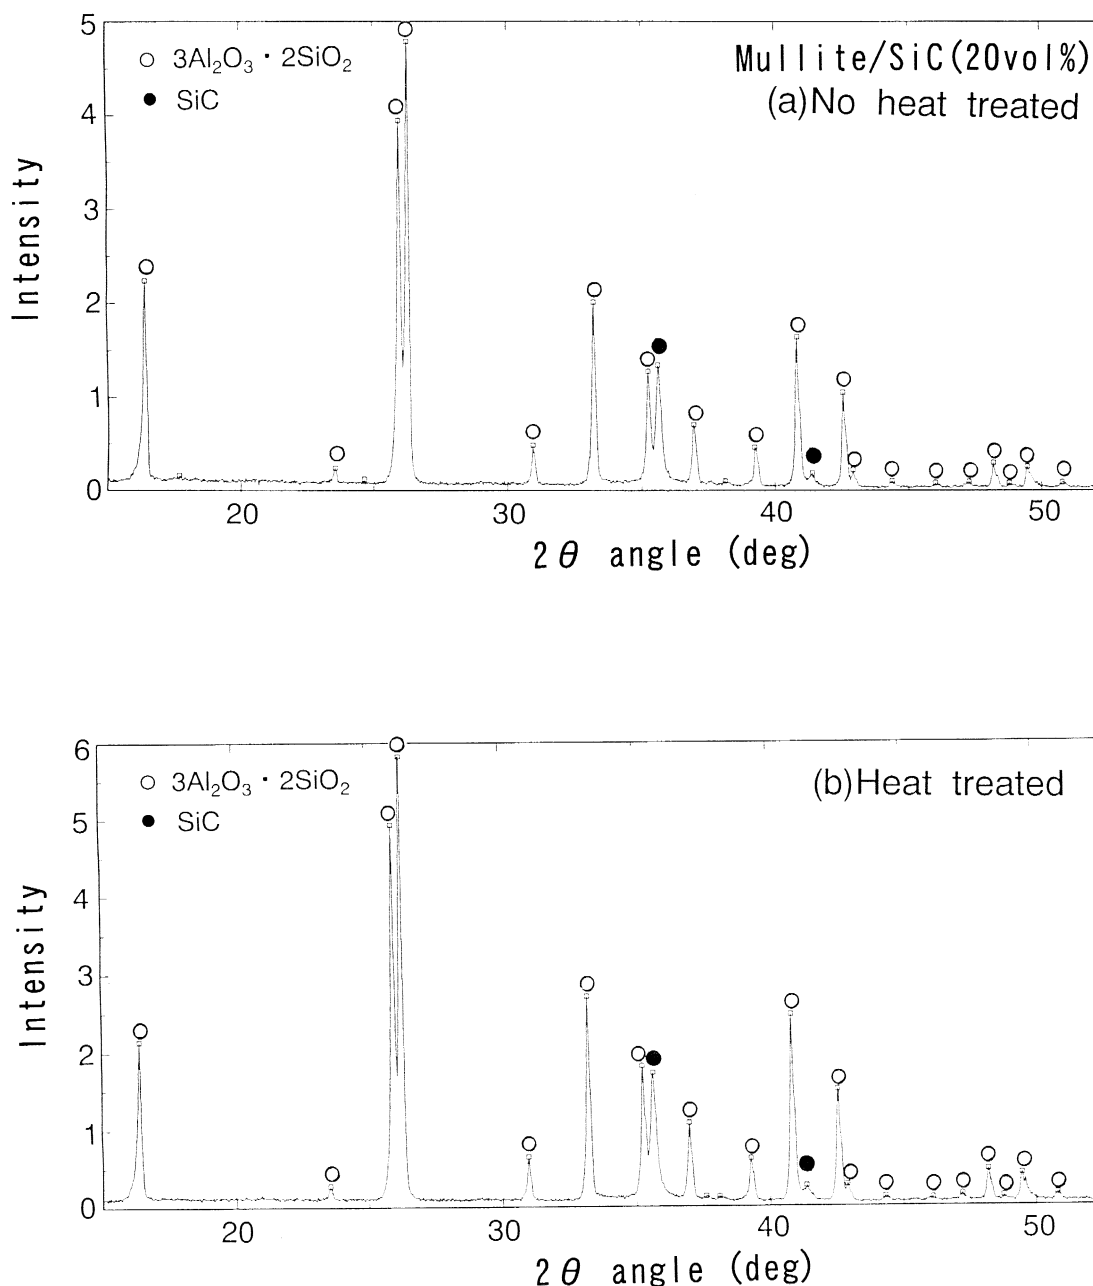 5
4
3
2
1
0
Intensity
○ 3Al₂O₃・2SiO₂
● SiC
Mullite/SiC(20vol%)
(a)No heat treated
20 30 40 50
2θ angle (deg)
6
5
4
3
2
1
0
Intensity
○ 3Al₂O₃・2SiO₂
● SiC
(b)Heat treated
20 30 40 50
2θ angle (deg)